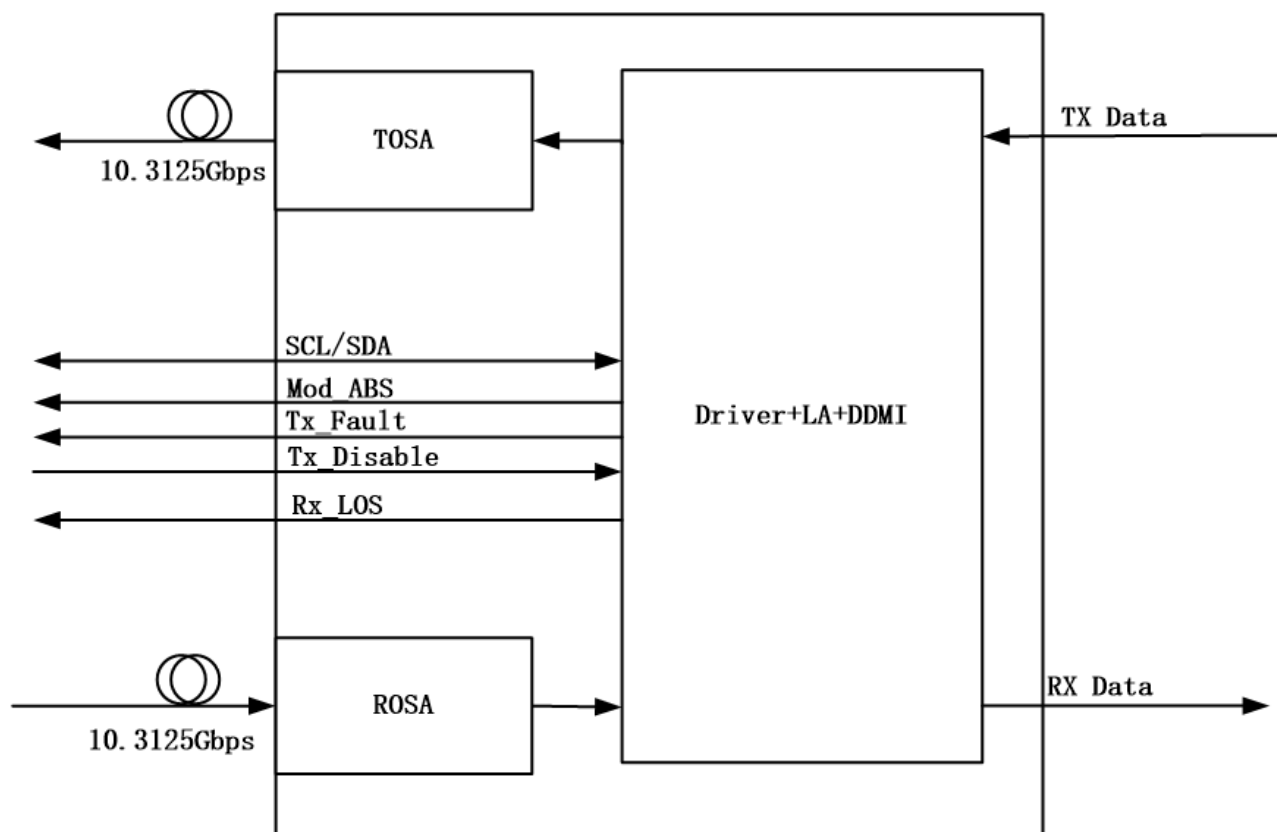 TX Data
TOSA
10.3125Gbps
SCL/SDA
Mod_ABS
Tx_Fault
Driver+LA+DDMI
Tx_Disable
Rx_LOS
RX Data
ROSA
10.3125Gbps